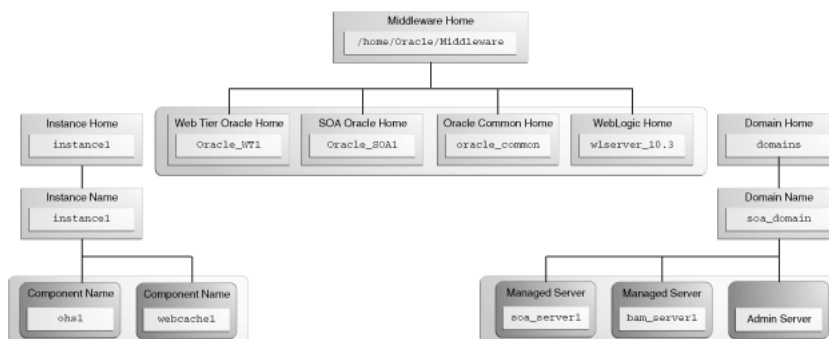 Middleware Home
/home/Oracle/Middleware
Instance Home
instance1
Web Tier Oracle Home
Oracle_WT1
SOA Oracle Home
Oracle_SOA1
Oracle Common Home
oracle_common
WebLogic Home
wlserver_10.3
Domain Home
domains
Instance Name
instance1
Domain Name
soa_domain
Component Name
ohs1
Component Name
webcache1
Managed Server
soa_server1
Managed Server
bam_server1
Admin Server